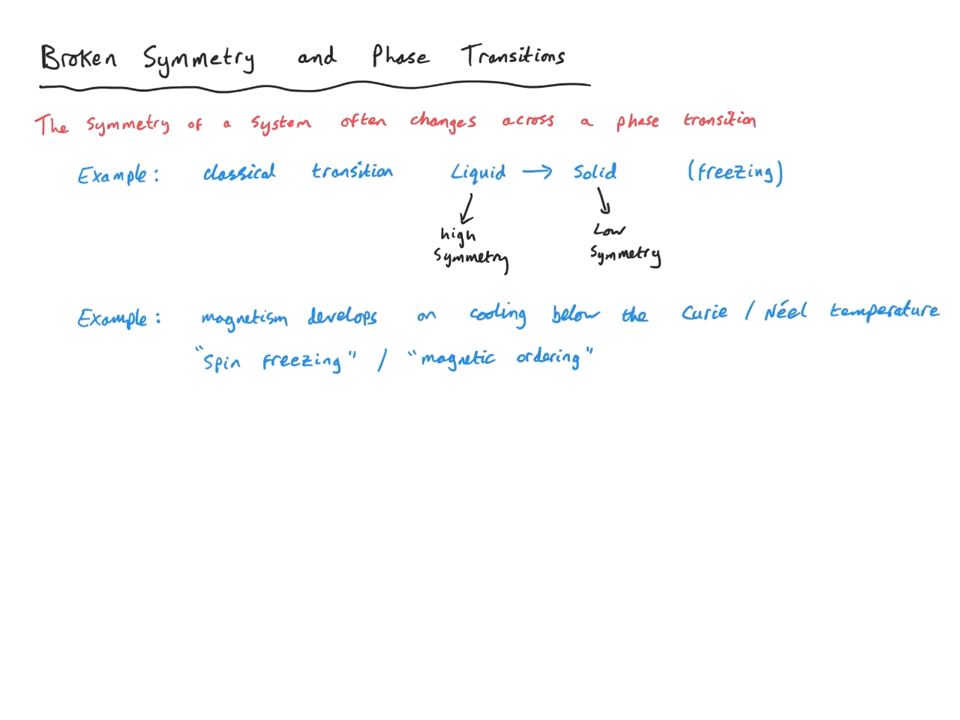 Broken Symmetry and Phase Transitions
The symmetry of a system often changes across a phase transition
Example: classical transition Liquid → Solid (freezing)
high symmetry
Low symmetry
Example: magnetism develops on cooling below the Curie / Néel temperature
"spin freezing" / "magnetic ordering"